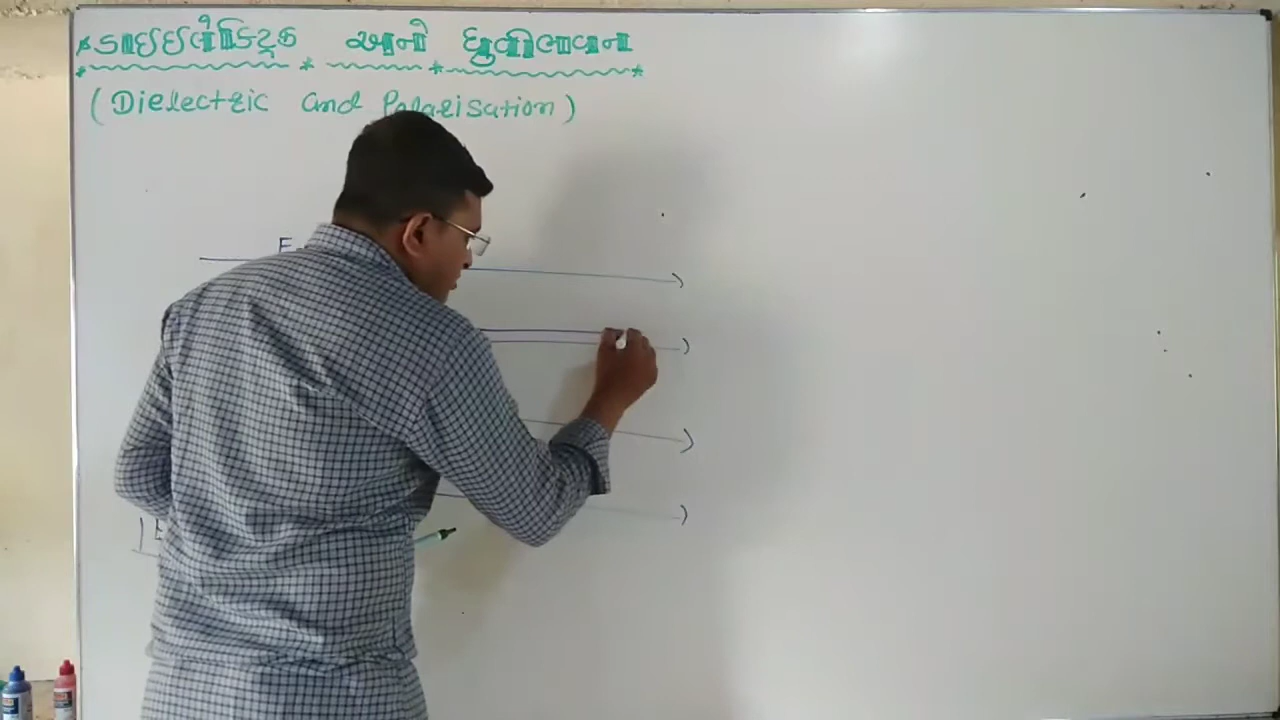 * ડાઇઇલેક્ટ્રિક અને ધ્રુવીભવન
(Dielectric and Polarisation)
E